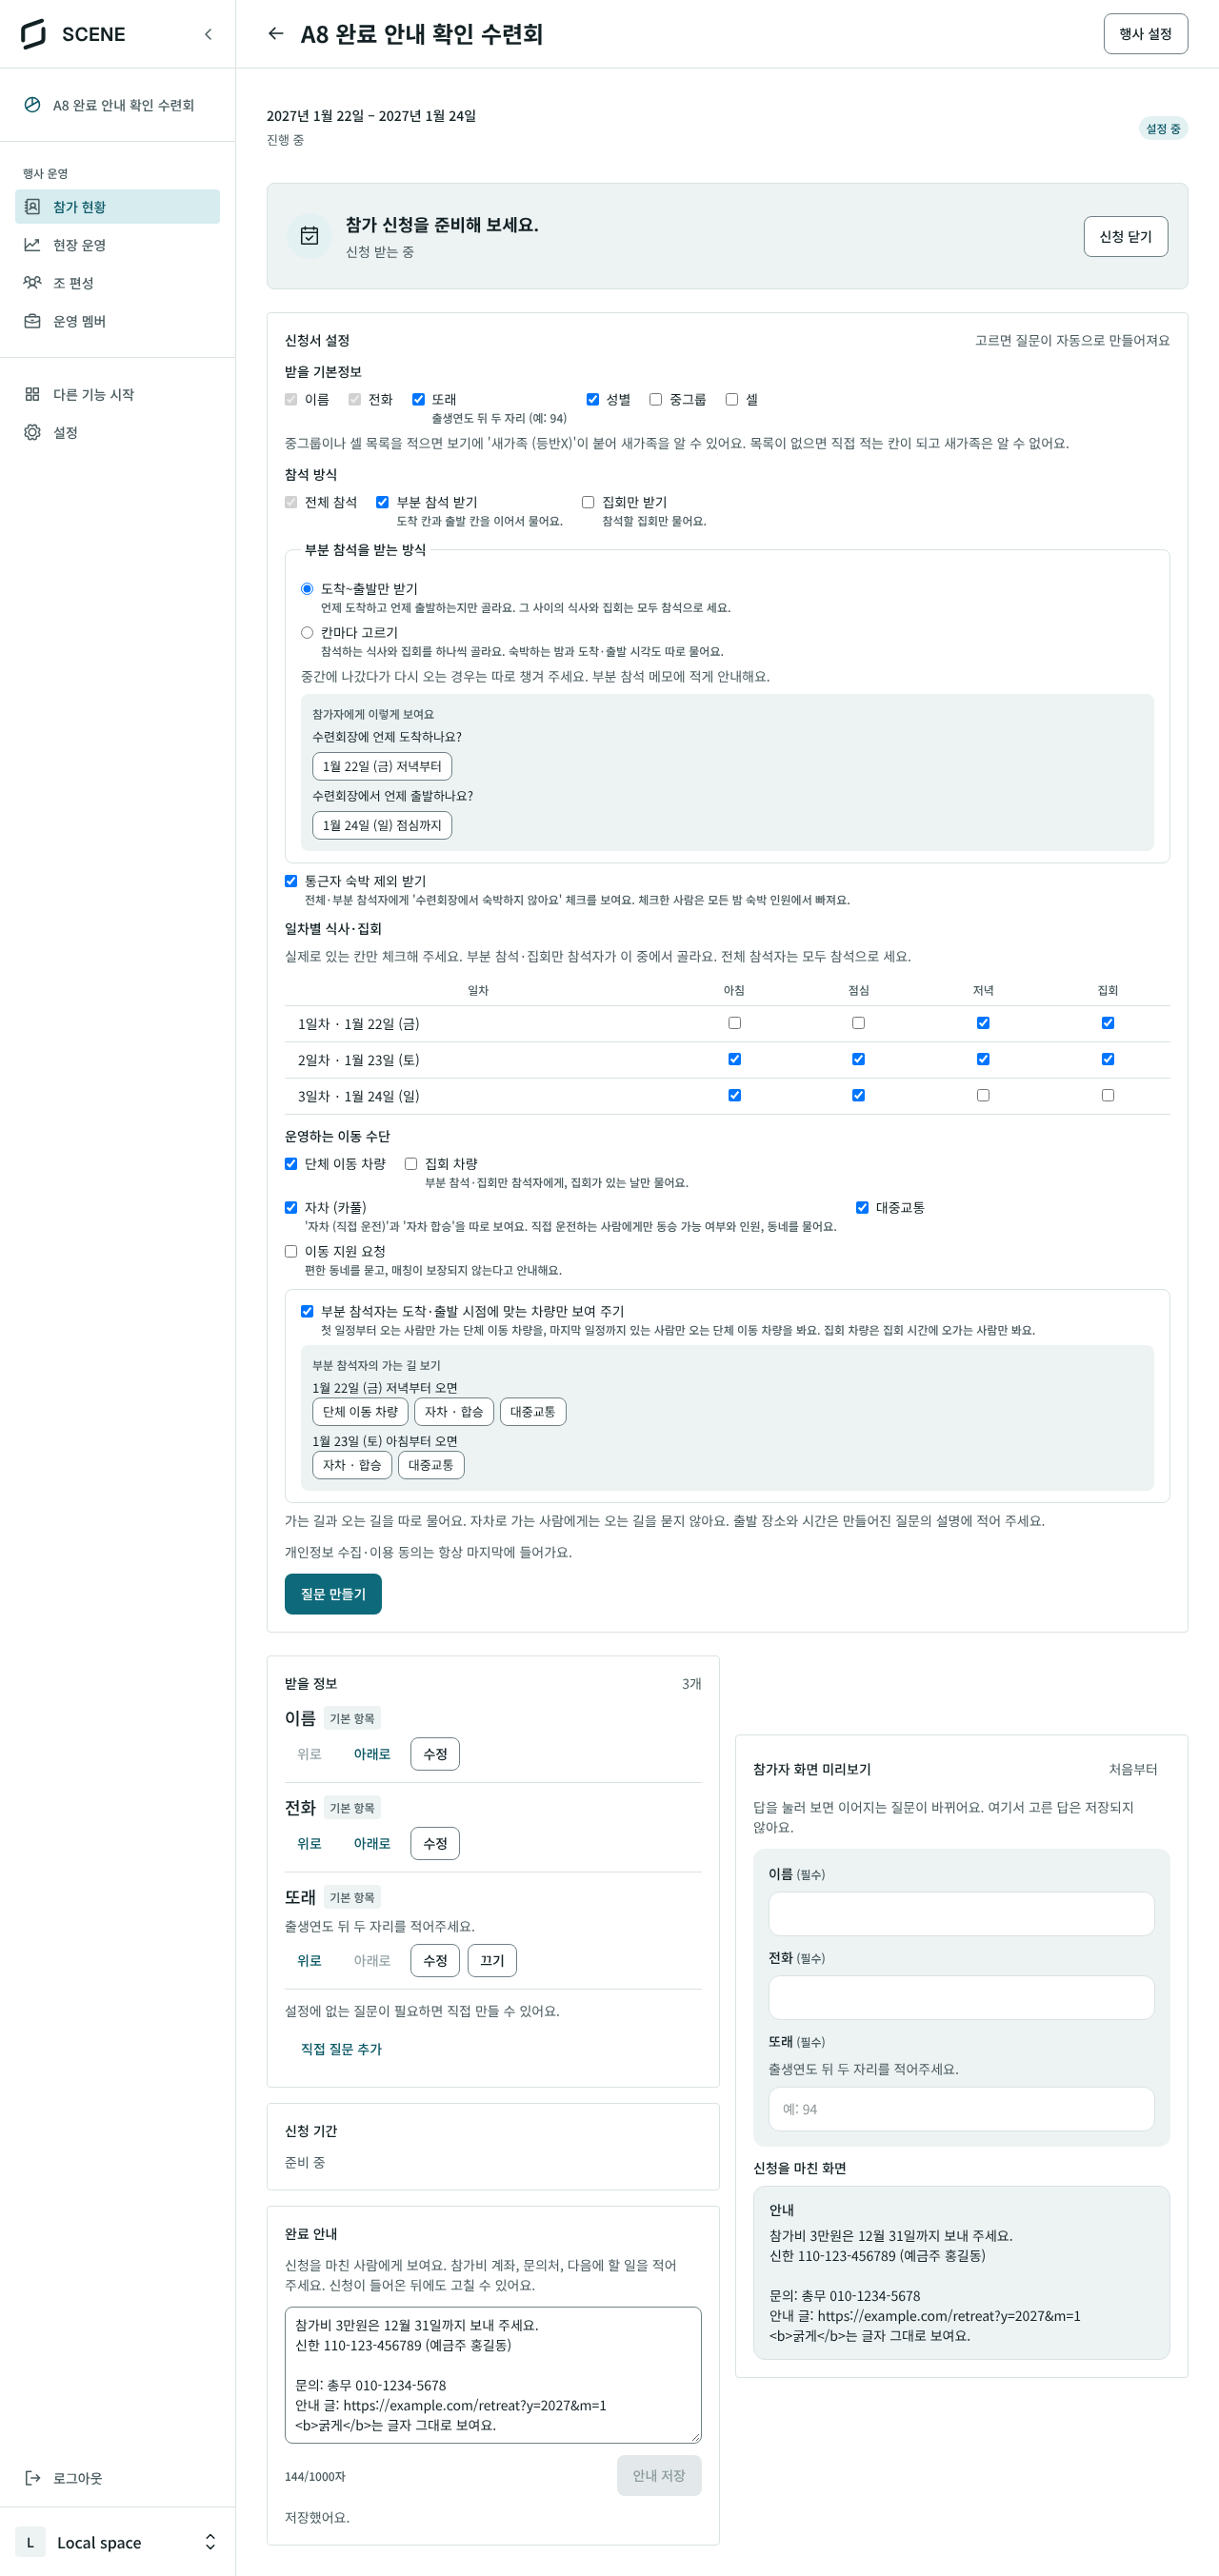 SCENE
A8 완료 안내 확인 수련회
행사 운영
참가 현황
현장 운영
조 편성
운영 멤버
다른 기능 시작
설정
로그아웃
L Local space
A8 완료 안내 확인 수련회
행사 설정
2027년 1월 22일 – 2027년 1월 24일
진행 중
설정 중
참가 신청을 준비해 보세요.
신청 받는 중
신청 닫기
신청서 설정
고르면 질문이 자동으로 만들어져요
받을 기본정보
이름 전화 또래 성별 중그룹 셀
출생연도 뒤 두 자리 (예: 94)
중그룹이나 셀 목록을 적으면 보기에 '새가족 (등반X)'이 붙어 새가족을 알 수 있어요. 목록이 없으면 직접 적는 칸이 되고 새가족은 알 수 없어요.
참석 방식
전체 참석 부분 참석 받기 집회만 받기
도착 칸과 출발 칸을 이어서 물어요. 참석할 집회만 물어요.
부분 참석을 받는 방식
도착~출발만 받기
언제 도착하고 언제 출발하는지만 골라요. 그 사이의 식사와 집회는 모두 참석으로 세요.
칸마다 고르기
참석하는 식사와 집회를 하나씩 골라요. 숙박하는 밤과 도착·출발 시각도 따로 물어요.
중간에 나갔다가 다시 오는 경우는 따로 챙겨 주세요. 부분 참석 메모에 적게 안내해요.
참가자에게 이렇게 보여요
수련회장에 언제 도착하나요?
1월 22일 (금) 저녁부터
수련회장에서 언제 출발하나요?
1월 24일 (일) 점심까지
통근자 숙박 제외 받기
전체·부분 참석자에게 '수련회장에서 숙박하지 않아요' 체크를 보여요. 체크한 사람은 모든 밤 숙박 인원에서 빠져요.
일차별 식사·집회
실제로 있는 칸만 체크해 주세요. 부분 참석·집회만 참석자가 이 중에서 골라요. 전체 참석자는 모두 참석으로 세요.
일차 아침 점심 저녁 집회
1일차 · 1월 22일 (금)
2일차 · 1월 23일 (토)
3일차 · 1월 24일 (일)
운영하는 이동 수단
단체 이동 차량 집회 차량
부분 참석·집회만 참석자에게, 집회가 있는 날만 물어요.
자차 (카풀) 대중교통
'자차 (직접 운전)'과 '자차 합승'을 따로 보여요. 직접 운전하는 사람에게만 동승 가능 여부와 인원, 동네를 물어요.
이동 지원 요청
편한 동네를 묻고, 매칭이 보장되지 않는다고 안내해요.
부분 참석자는 도착·출발 시점에 맞는 차량만 보여 주기
첫 일정부터 오는 사람만 가는 단체 이동 차량을, 마지막 일정까지 있는 사람만 오는 단체 이동 차량을 봐요. 집회 차량은 집회 시간에 오가는 사람만 봐요.
부분 참석자의 가는 길 보기
1월 22일 (금) 저녁부터 오면
단체 이동 차량 자차 · 합승 대중교통
1월 23일 (토) 아침부터 오면
자차 · 합승 대중교통
가는 길과 오는 길을 따로 물어요. 자차로 가는 사람에게는 오는 길을 묻지 않아요. 출발 장소와 시간은 만들어진 질문의 설명에 적어 주세요.
개인정보 수집·이용 동의는 항상 마지막에 들어가요.
질문 만들기
받을 정보 3개
이름 기본 항목
위로 아래로 수정
전화 기본 항목
위로 아래로 수정
또래 기본 항목
출생연도 뒤 두 자리를 적어주세요.
위로 아래로 수정 끄기
설정에 없는 질문이 필요하면 직접 만들 수 있어요.
직접 질문 추가
신청 기간
준비 중
완료 안내
신청을 마친 사람에게 보여요. 참가비 계좌, 문의처, 다음에 할 일을 적어
주세요. 신청이 들어온 뒤에도 고칠 수 있어요.
참가비 3만원은 12월 31일까지 보내 주세요.
신한 110-123-456789 (예금주 홍길동)
문의: 총무 010-1234-5678
안내 글: https://example.com/retreat?y=2027&m=1
<b>굵게</b>는 글자 그대로 보여요.
144/1000자
안내 저장
저장했어요.
참가자 화면 미리보기 처음부터
답을 눌러 보면 이어지는 질문이 바뀌어요. 여기서 고른 답은 저장되지
않아요.
이름 (필수)
전화 (필수)
또래 (필수)
출생연도 뒤 두 자리를 적어주세요.
예: 94
신청을 마친 화면
안내
참가비 3만원은 12월 31일까지 보내 주세요.
신한 110-123-456789 (예금주 홍길동)
문의: 총무 010-1234-5678
안내 글: https://example.com/retreat?y=2027&m=1
<b>굵게</b>는 글자 그대로 보여요.